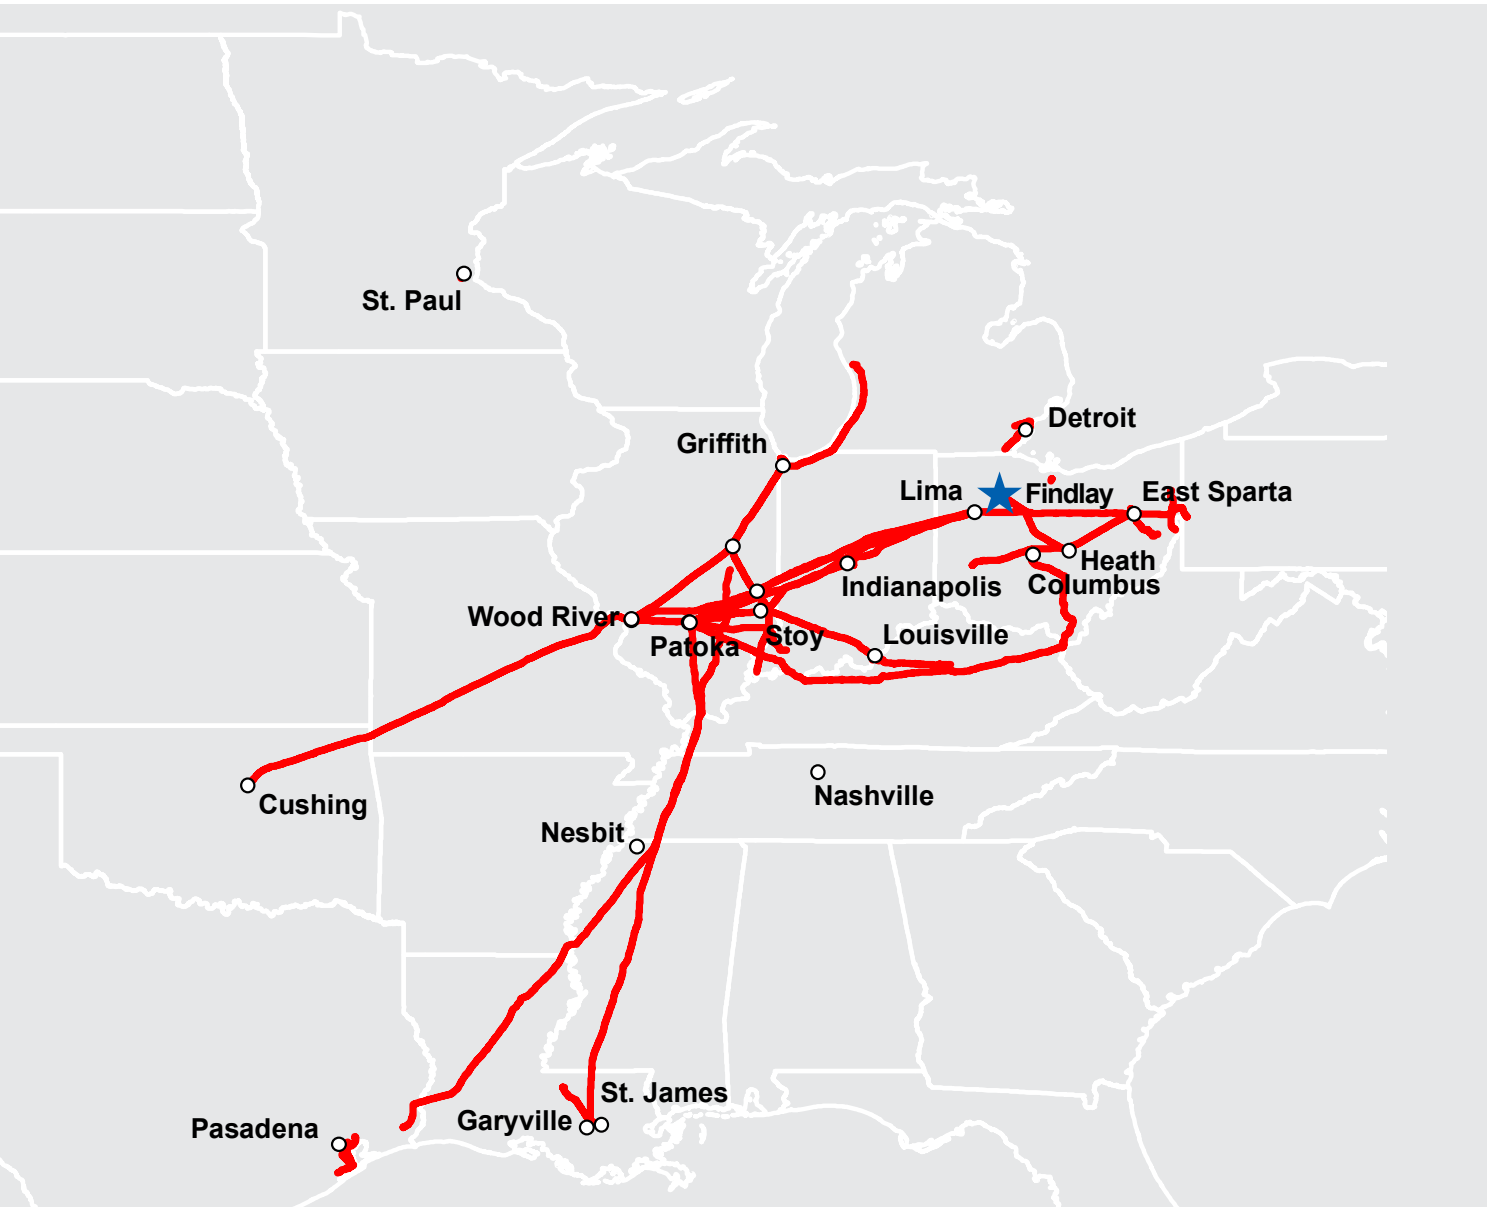 St. Paul
Detroit
Griffith
Lima
Findlay
East Sparta
Heath
Indianapolis
Columbus
Wood River
Patoka
Stoy
Louisville
Nashville
Cushing
Nesbit
St. James
Garyville
Pasadena